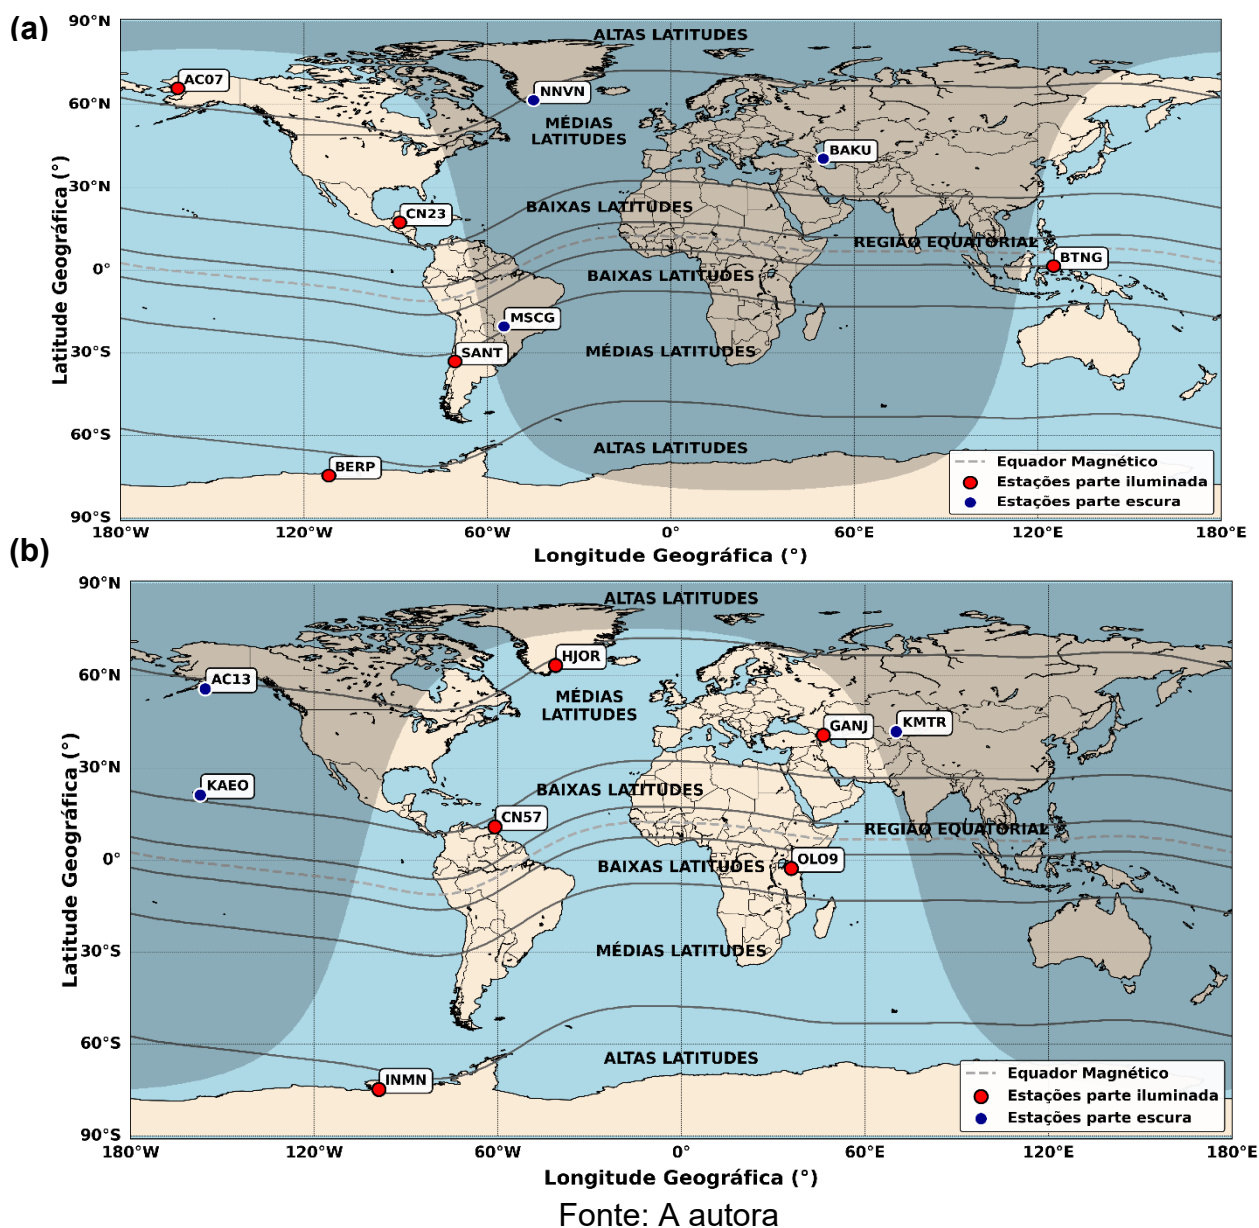 (a)
90°N
60°N
30°N
0°
30°S
60°S
90°S
Latitude Geográfica (°)
ALTAS LATITUDES
AC07
NNVN
MÉDIAS
LATITUDES
BAKU
CN23
BAIXAS LATITUDES
REGIÃO EQUATORIAL
BTNG
BAIXAS LATITUDES
MSCG
SANT
MÉDIAS LATITUDES
ALTAS LATITUDES
BERP
Equador Magnético
Estações parte iluminada
Estações parte escura
180°W
120°W
60°W
0°
60°E
120°E
180°E
Longitude Geográfica (°)
(b)
90°N
60°N
30°N
0°
30°S
60°S
90°S
Latitude Geográfica (°)
ALTAS LATITUDES
HJOR
AC13
MÉDIAS
LATITUDES
GANJ
KMTR
KAEO
BAIXAS LATITUDES
CN57
REGIÃO EQUATORIAL
BAIXAS LATITUDES
OLO9
MÉDIAS LATITUDES
ALTAS LATITUDES
INMN
Equador Magnético
Estações parte iluminada
Estações parte escura
180°W
120°W
60°W
0°
60°E
120°E
180°E
Longitude Geográfica (°)
Fonte: A autora